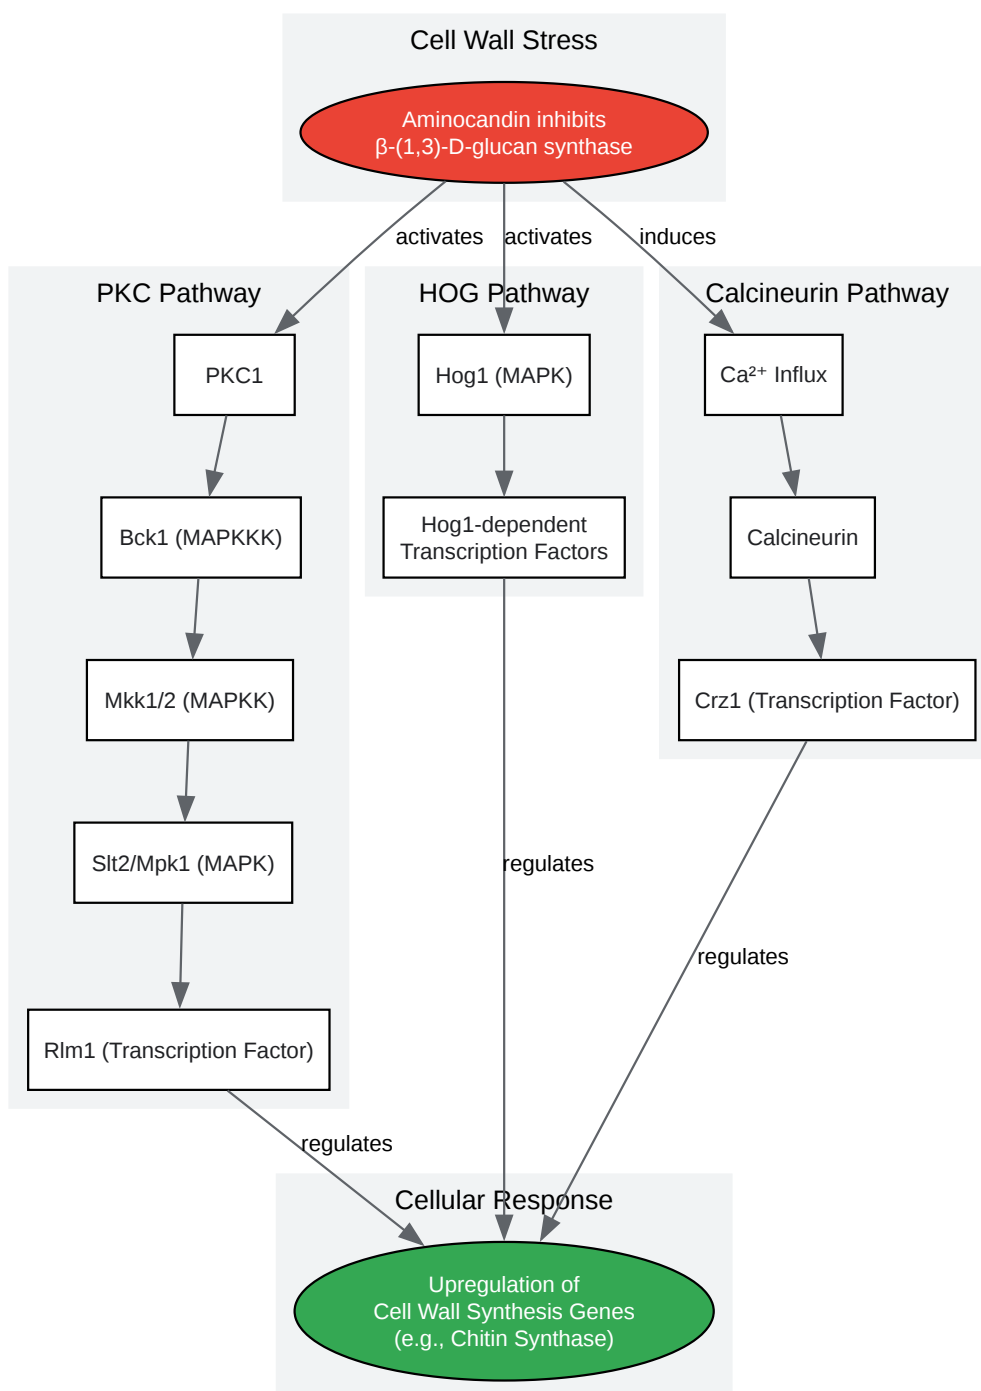 Cell Wall Stress
Aminocandin inhibits
β-(1,3)-D-glucan synthase
activates
activates
induces
PKC Pathway
HOG Pathway
Calcineurin Pathway
PKC1
Hog1 (MAPK)
Ca²⁺ Influx
Bck1 (MAPKKK)
Hog1-dependent
Transcription Factors
Calcineurin
Mkk1/2 (MAPKK)
Crz1 (Transcription Factor)
Slt2/Mpk1 (MAPK)
regulates
regulates
Rlm1 (Transcription Factor)
regulates
Cellular Response
Upregulation of
Cell Wall Synthesis Genes
(e.g., Chitin Synthase)